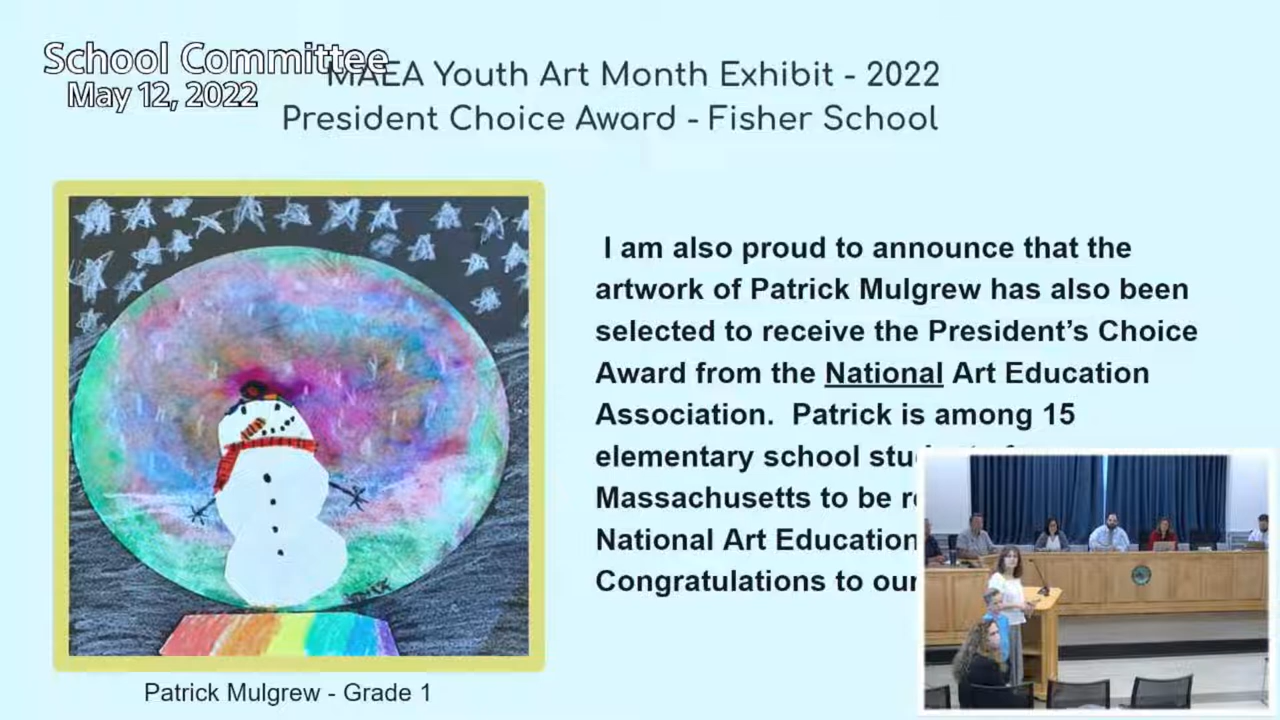 School Committee
May 12, 2022
MAEA Youth Art Month Exhibit - 2022
President Choice Award - Fisher School
I am also proud to announce that the
artwork of Patrick Mulgrew has also been
selected to receive the President’s Choice
Award from the National Art Education
Association. Patrick is among 15
elementary school
Massachusetts to be
National Art Education
Congratulations to our
Patrick Mulgrew - Grade 1